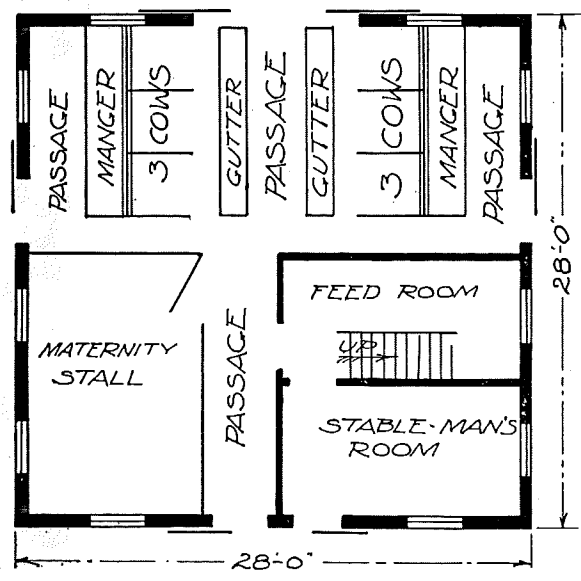 PASSAGE
MANGER
3 COWS
GUTTER
PASSAGE
GUTTER
3 COWS
MANGER
PASSAGE
28'-0"
MATERNITY
STALL
PASSAGE
FEED ROOM
UP
STABLE-MAN'S
ROOM
28'-0"